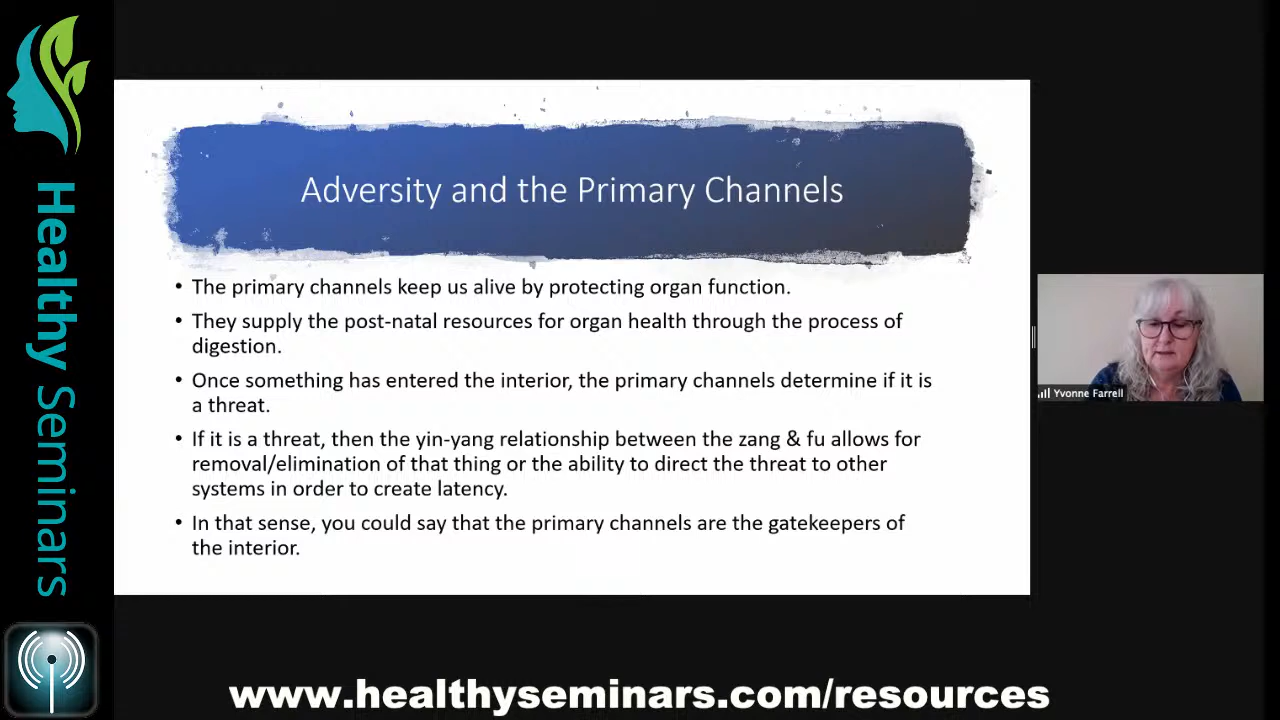 Healthy Seminars
Adversity and the Primary Channels
• The primary channels keep us alive by protecting organ function.
• They supply the post-natal resources for organ health through the process of
digestion.
• Once something has entered the interior, the primary channels determine if it is
a threat.
• If it is a threat, then the yin-yang relationship between the zang & fu allows for
removal/elimination of that thing or the ability to direct the threat to other
systems in order to create latency.
• In that sense, you could say that the primary channels are the gatekeepers of
the interior.
Yvonne Farrell
www.healthyseminars.com/resources